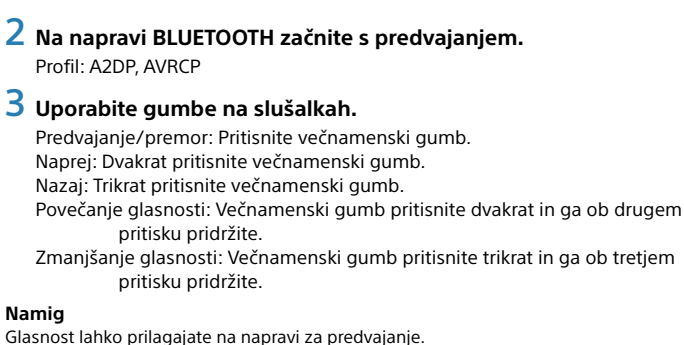 2 Na napravi BLUETOOTH začnite s predvajanjem.
Profil: A2DP, AVRCP
3 Uporabite gumbe na slušalkah.
Predvajanje/premor: Pritisnite večnamenski gumb.
Naprej: Dvakrat pritisnite večnamenski gumb.
Nazaj: Trikrat pritisnite večnamenski gumb.
Povečanje glasnosti: Večnamenski gumb pritisnite dvakrat in ga ob drugem
pritisku pridržite.
Zmanjšanje glasnosti: Večnamenski gumb pritisnite trikrat in ga ob tretjem
pritisku pridržite.
Namig
Glasnost lahko prilagajate na napravi za predvajanje.